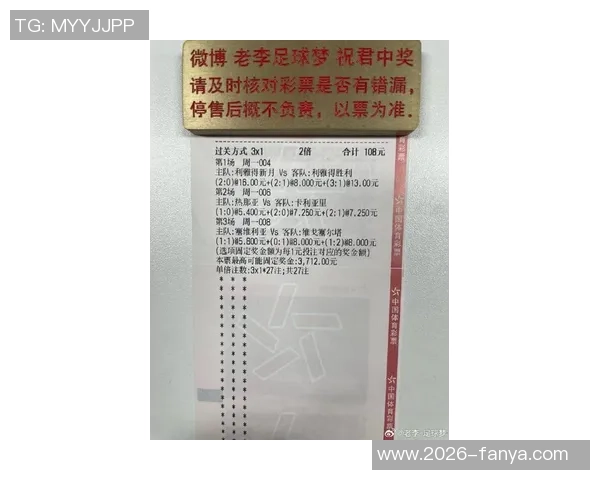 TG: MYYJJPP
微博 老李足球梦 祝君中奖
请及时核对彩票是否有错漏，
停售后概不负责，以票为准.
过关方式 3x1 2倍 合计 108元
第1场 周一004
主队:利雅得新月 Vs 客队:利雅得胜利
(2:0)@16.00元+(2:1)@8.000元+(3:1)@13.00元
第2场 周一006
主队:热那亚 Vs 客队:卡利亚里
(1:0)@5.400元+(2:0)@7.250元+(2:1)@7.250元
第3场 周一008
主队:塞维利亚 Vs 客队:维戈塞尔塔
(1:1)@5.800元+(0:1)@8.000元+(1:2)@8.000元
(选项固定奖金额为每1元投注对应的奖金额)
本票最高可能固定奖金:3,712.00元
单倍注数:3x1*27注;共27注
中国体育彩票
中国体育彩票
中国体育彩票
@老李-足球梦
www.2026-fanya.com